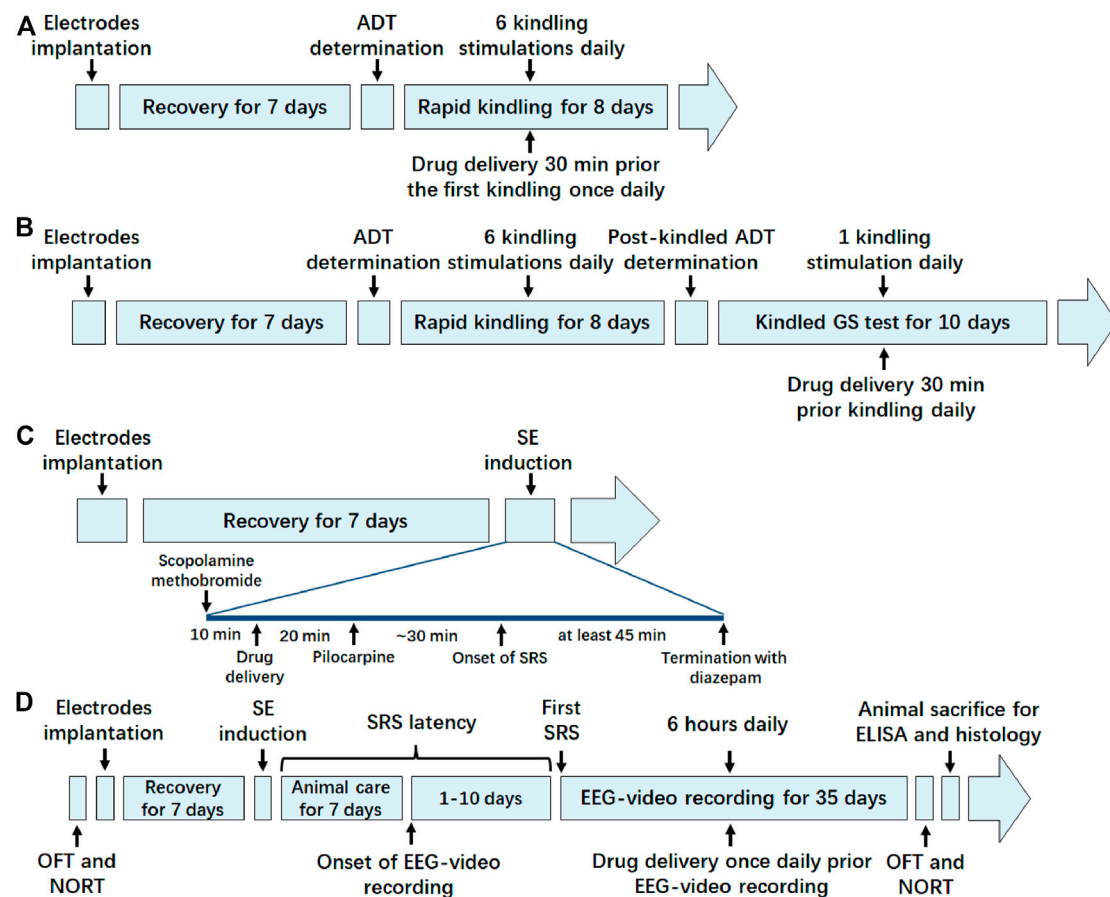 A
Electrodes
implantation
ADT
determination
6 kindling
stimulations daily
Recovery for 7 days
Rapid kindling for 8 days
Drug delivery 30 min prior
the first kindling once daily
B
Electrodes
implantation
ADT
determination
6 kindling
stimulations daily
Post-kindled ADT
determination
1 kindling
stimulation daily
Recovery for 7 days
Rapid kindling for 8 days
Kindled GS test for 10 days
Drug delivery 30 min
prior kindling daily
C
Electrodes
implantation
SE
induction
Recovery for 7 days
Scopolamine
methobromide
10 min
20 min
~30 min
at least 45 min
Drug
delivery
Pilocarpine
Onset of SRS
Termination with
diazepam
D
Electrodes
implantation
SE
induction
SRS latency
First
SRS
6 hours daily
Animal sacrifice for
ELISA and histology
Recovery
for 7 days
Animal care
for 7 days
1-10 days
EEG-video recording for 35 days
OFT and
NORT
Onset of EEG-video
recording
Drug delivery once daily prior
EEG-video recording
OFT and
NORT